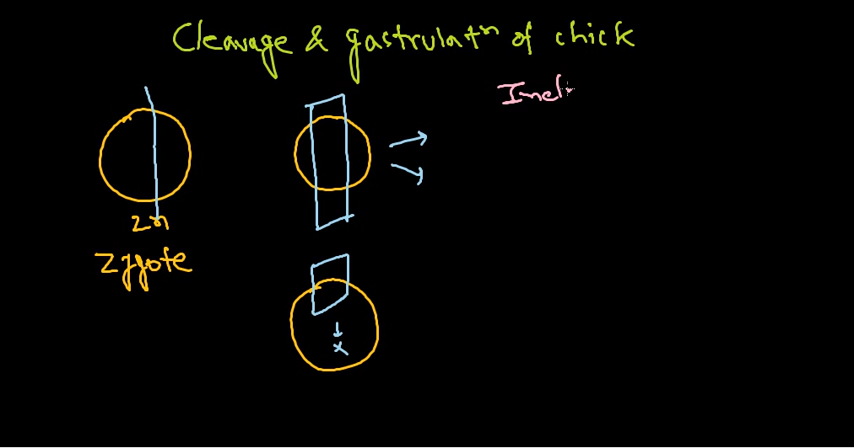 Cleavage & gastrulatⁿ of chick
2n
Zygote
x